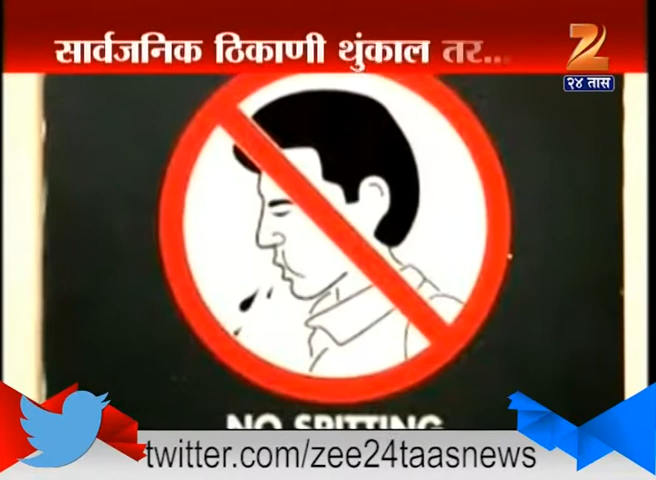 सार्वजनिक ठिकाणी थुंकाल तर...
२४ तास
NO SPITTING
twitter.com/zee24taasnews